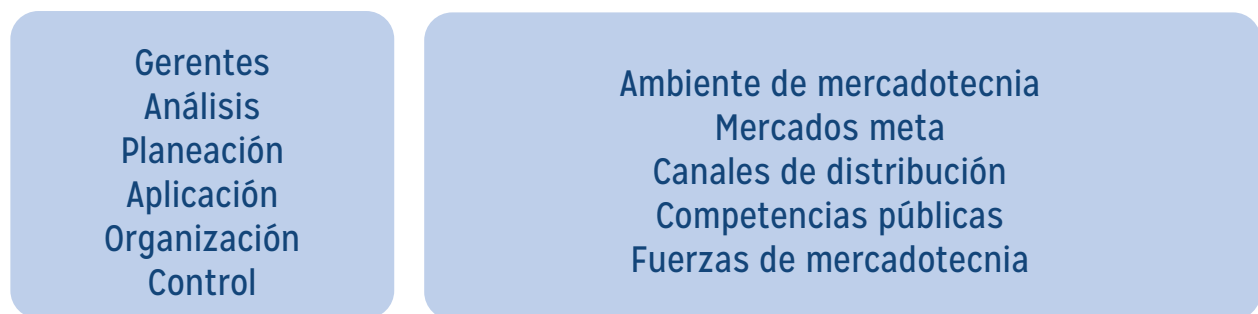 Gerentes
Análisis
Planeación
Aplicación
Organización
Control
Ambiente de mercadotecnia
Mercados meta
Canales de distribución
Competencias públicas
Fuerzas de mercadotecnia